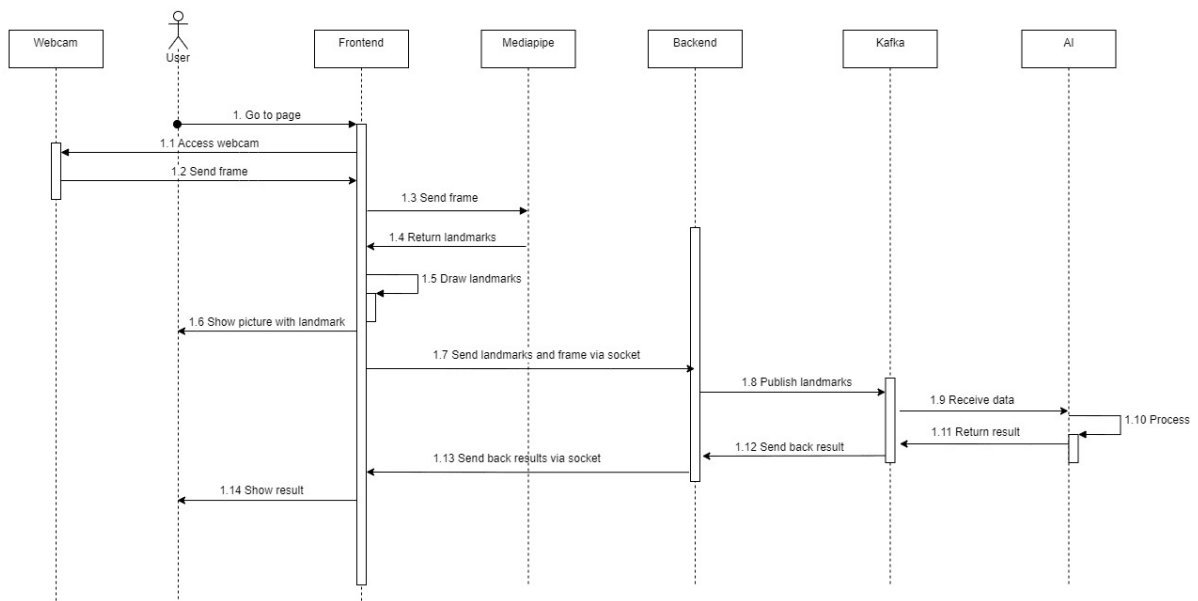 Webcam
User
Frontend
Mediapipe
Backend
Kafka
AI
1. Go to page
1.1 Access webcam
1.2 Send frame
1.3 Send frame
1.4 Return landmarks
1.5 Draw landmarks
1.6 Show picture with landmark
1.7 Send landmarks and frame via socket
1.8 Publish landmarks
1.9 Receive data
1.10 Process
1.11 Return result
1.12 Send back result
1.13 Send back results via socket
1.14 Show result